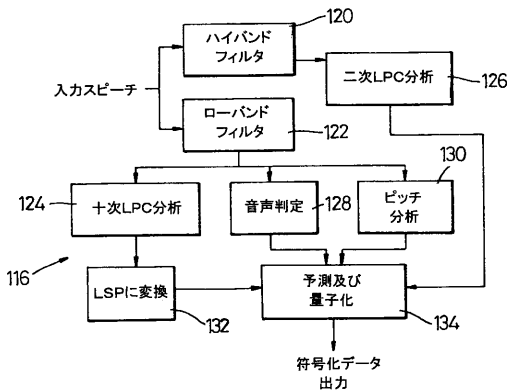 120
ハイバンド
フィルタ
二次LPC分析
126
入力スピーチ
ローバンド
フィルタ
122
130
124
十次LPC分析
音声判定
128
ピッチ
分析
116
LSPに変換
132
予測及び
量子化
134
符号化データ
出力